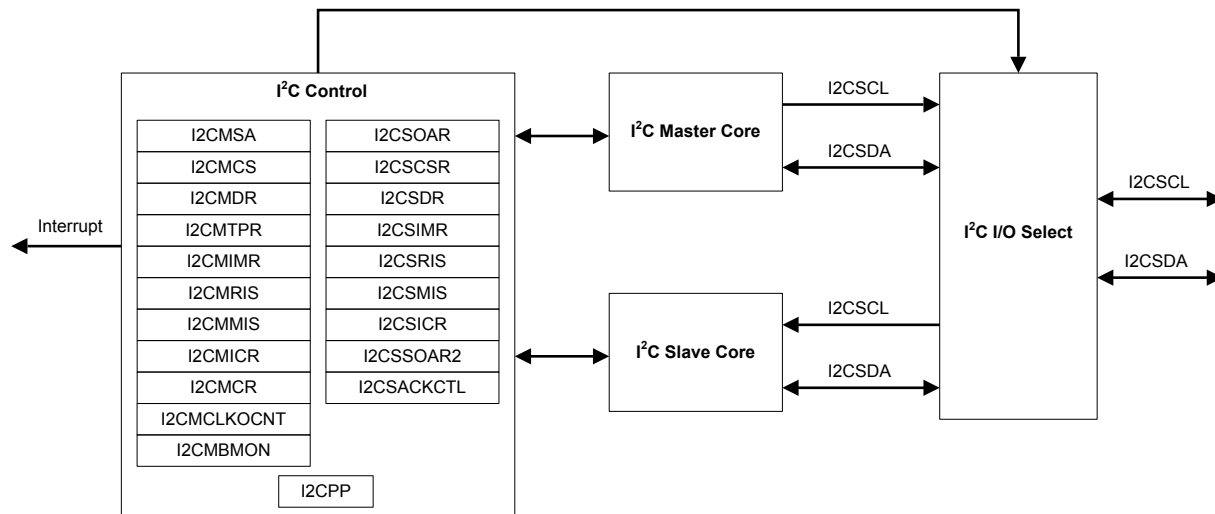 I²C Control
I2CMSA
I2CMCS
I2CMDR
I2CMTPR
I2CMIMR
I2CMRIS
I2CMMIS
I2CMICR
I2CMCR
I2CMCLKOCNT
I2CMBMON
I2CSOAR
I2CSCSR
I2CSDR
I2CSIMR
I2CSRIS
I2CSMIS
I2CSICR
I2CSSOAR2
I2CSACKCTL
I2CPP
Interrupt
I²C Master Core
I2CSCL
I2CSDA
I²C Slave Core
I2CSCL
I2CSDA
I²C I/O Select
I2CSCL
I2CSDA